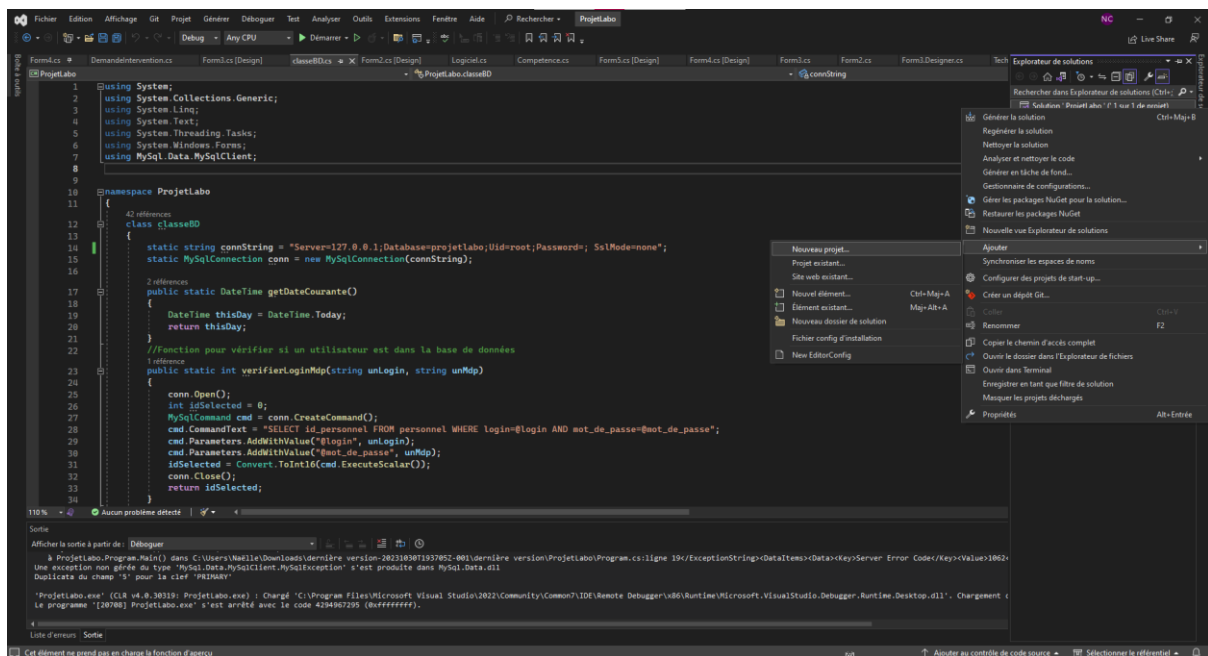 Fichier Edition Affichage Git Projet Générer Déboguer Test Analyser Outils Extensions Fenêtre Aide Rechercher ProjetLabo NC
Debug Any CPU Démarrer Live Share
Form4.cs DemandeIntervention.cs Form3.cs [Design] classeBD.cs Form2.cs [Design] Logiciel.cs Competence.cs Form5.cs [Design] Form4.cs [Design] Form3.cs Form2.cs Form3.Designer.cs Tech
Explorateur de solutions
Boîte à outils
ProjetLabo ProjetLabo.classeBD connString
Rechercher dans Explorateur de solutions (Ctrl+;
1 using System;
2 using System.Collections.Generic;
3 using System.Linq;
4 using System.Text;
5 using System.Threading.Tasks;
6 using System.Windows.Forms;
7 using MySql.Data.MySqlClient;
8
9
10 namespace ProjetLabo
11 {
42 références
12 class classeBD
13 {
14 static string connString = "Server=127.0.0.1;Database=projetlabo;Uid=root;Password=; SslMode=none";
15 static MySqlConnection conn = new MySqlConnection(connString);
16
2 références
17 public static DateTime getDateCourante()
18 {
19 DateTime thisDay = DateTime.Today;
20 return thisDay;
21 }
22 //Fonction pour vérifier si un utilisateur est dans la base de données
1 référence
23 public static int verifierLoginMdp(string unLogin, string unMdp)
24 {
25 conn.Open();
26 int idSelected = 0;
27 MySqlCommand cmd = conn.CreateCommand();
28 cmd.CommandText = "SELECT id_personnel FROM personnel WHERE login=@login AND mot_de_passe=@mot_de_passe";
29 cmd.Parameters.AddWithValue("@login", unLogin);
30 cmd.Parameters.AddWithValue("@mot_de_passe", unMdp);
31 idSelected = Convert.ToInt16(cmd.ExecuteScalar());
32 conn.Close();
33 return idSelected;
34 }
Solution 'ProjetLabo' (1 sur 1 de projet)
Générer la solution Ctrl+Maj+B
Regénérer la solution
Nettoyer la solution
Analyser et nettoyer le code
Générer en tâche de fond...
Gestionnaire de configurations...
Gérer les packages NuGet pour la solution...
Restaurer les packages NuGet
Nouvelle vue Explorateur de solutions
Ajouter
Synchroniser les espaces de noms
Configurer des projets de start-up...
Créer un dépôt Git...
Coller Ctrl+V
Renommer F2
Copier le chemin d'accès complet
Ouvrir le dossier dans l'Explorateur de fichiers
Ouvrir dans Terminal
Enregistrer en tant que filtre de solution
Masquer les projets déchargés
Propriétés Alt+Entrée
Nouveau projet...
Projet existant...
Site web existant...
Nouvel élément... Ctrl+Maj+A
Élément existant... Maj+Alt+A
Nouveau dossier de solution
Fichier config d'installation
New EditorConfig
110 % Aucun problème détecté
Sortie
Afficher la sortie à partir de : Déboguer
à ProjetLabo.Program.Main() dans C:\Users\Naëlle\Downloads\dernière version-20231030T193705Z-001\dernière version\ProjetLabo\Program.cs:ligne 19</ExceptionString><DataItems><Data><Key>Server Error Code</Key><Value>1062<
Une exception non gérée du type 'MySql.Data.MySqlClient.MySqlException' s'est produite dans MySql.Data.dll
Duplicata du champ '5' pour la clef 'PRIMARY'
'ProjetLabo.exe' (CLR v4.0.30319: ProjetLabo.exe) : Chargé 'C:\Program Files\Microsoft Visual Studio\2022\Community\Common7\IDE\Remote Debugger\x86\Runtime\Microsoft.VisualStudio.Debugger.Runtime.Desktop.dll'. Chargement
Le programme '[20708] ProjetLabo.exe' s'est arrêté avec le code 4294967295 (0xffffffff).
Liste d'erreurs Sortie
Cet élément ne prend pas en charge la fonction d'aperçu Ajouter au contrôle de code source Sélectionner le référentiel